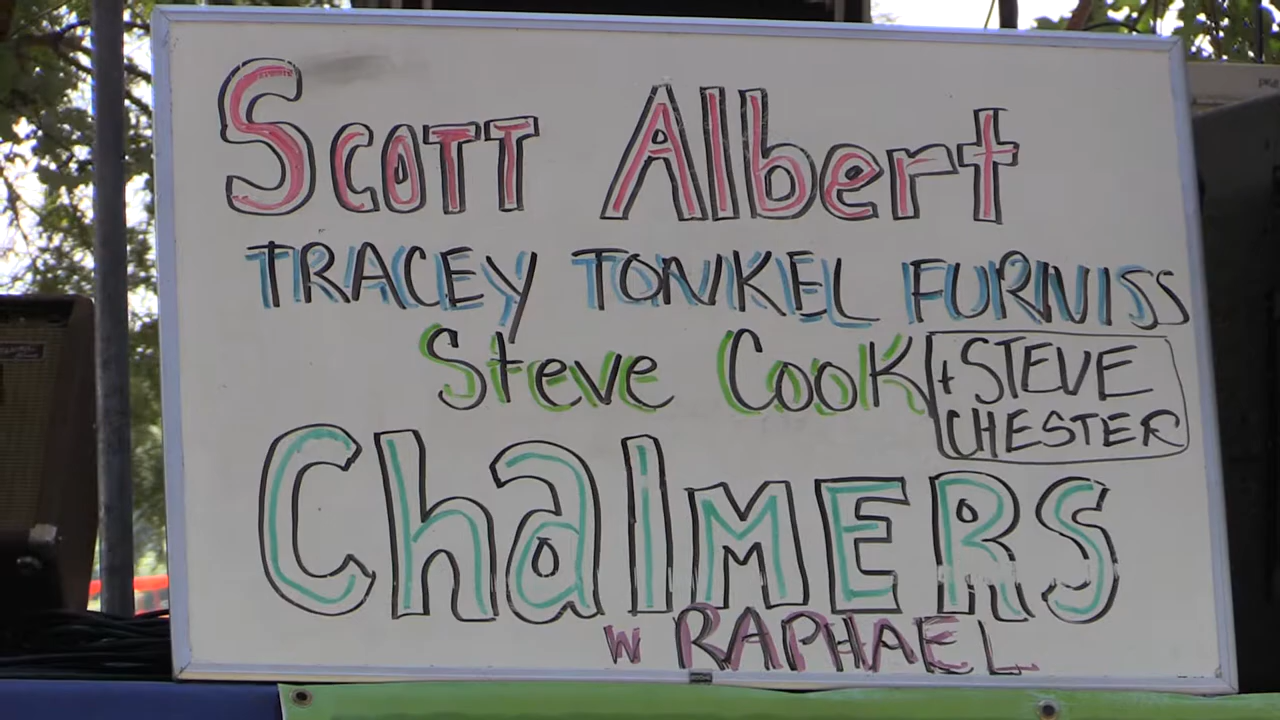 Scott Albert
TRACEY TONKEL FURNISS
Steve Cook
+ STEVE
CHESTER
ChalMERS
W RAPHAEL